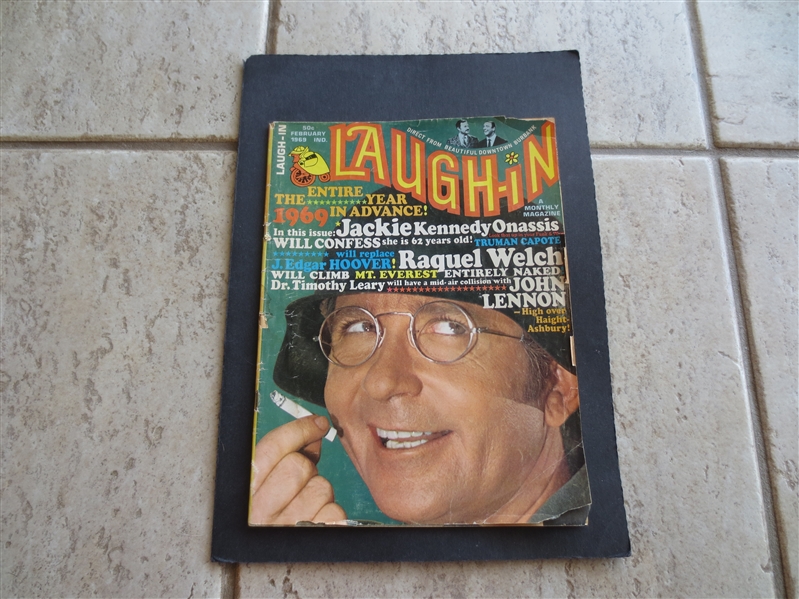 LAUGH-IN
50c
FEBRUARY
1969 IND.
DIRECT FROM BEAUTIFUL DOWNTOWN BURBANK
LAUGH-iN
A
MONTHLY
MAGAZINE
THE ENTIRE YEAR
1969 IN ADVANCE!
In this issue: Jackie Kennedy Onassis
WILL CONFESS she is 62 years old! TRUMAN CAPOTE
will replace
J. Edgar HOOVER! Raquel Welch
WILL CLIMB MT. EVEREST ENTIRELY NAKED
Dr. Timothy Leary will have a mid-air collision with JOHN
LENNON
– High over
Haight-
Ashbury!